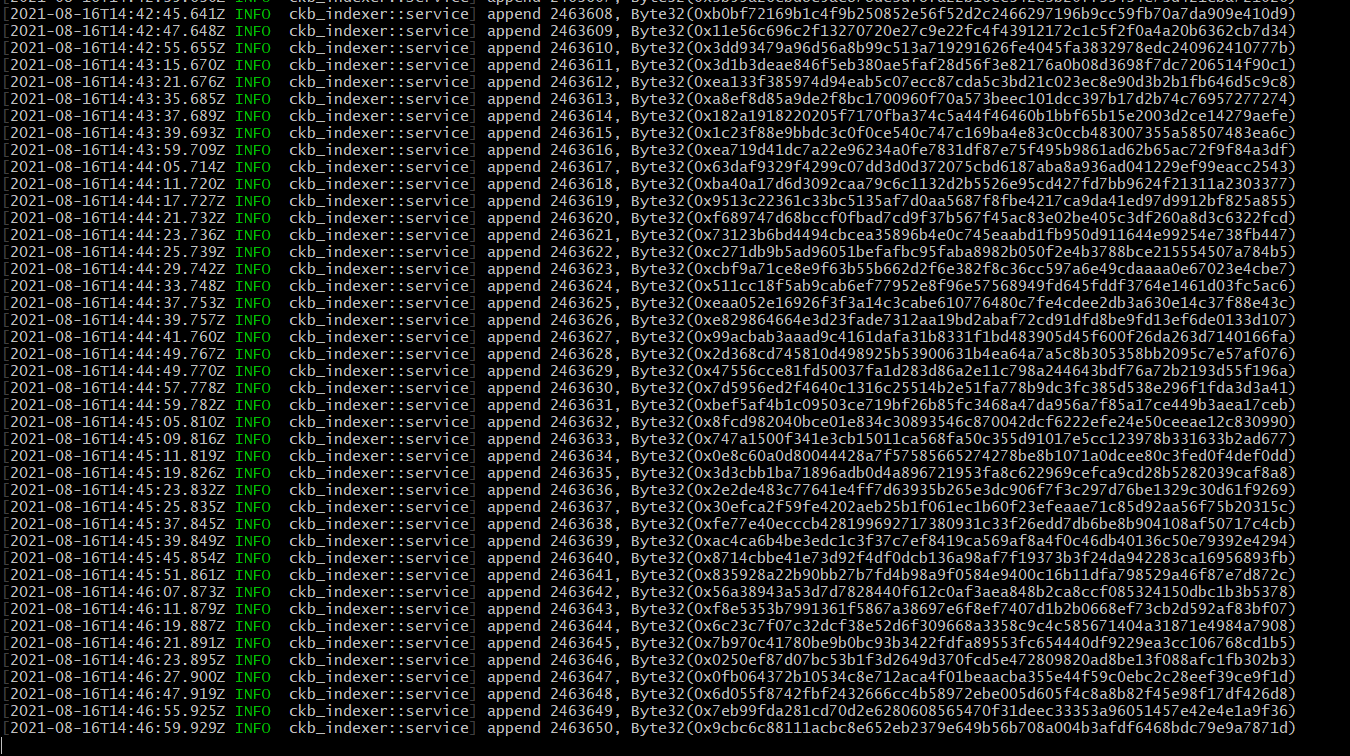 [2021-08-16T14:42:45.641Z INFO  ckb_indexer::service] append 2463608, Byte32(0xb0bf72169b1c4f9b250852e56f52d2c2466297196b9cc59fb70a7da909e410d9)
[2021-08-16T14:42:47.648Z INFO  ckb_indexer::service] append 2463609, Byte32(0x11e56c696c2f13270720e27c9e22fc4f43912172c1c5f2f0a4a20b6362cb7d34)
[2021-08-16T14:42:55.655Z INFO  ckb_indexer::service] append 2463610, Byte32(0x3dd93479a96d56a8b99c513a719291626fe4045fa3832978edc240962410777b)
[2021-08-16T14:43:15.670Z INFO  ckb_indexer::service] append 2463611, Byte32(0x3d1b3deae846f5eb380ae5faf28d56f3e82176a0b08d3698f7dc7206514f90c1)
[2021-08-16T14:43:21.676Z INFO  ckb_indexer::service] append 2463612, Byte32(0xea133f385974d94eab5c07ecc87cda5c3bd21c023ec8e90d3b2b1fb646d5c9c8)
[2021-08-16T14:43:35.685Z INFO  ckb_indexer::service] append 2463613, Byte32(0xa8ef8d85a9de2f8bc1700960f70a573beec101dcc397b17d2b74c76957277274)
[2021-08-16T14:43:37.689Z INFO  ckb_indexer::service] append 2463614, Byte32(0x182a1918220205f7170fba374c5a44f46460b1bbf65b15e2003d2ce14279aefe)
[2021-08-16T14:43:39.693Z INFO  ckb_indexer::service] append 2463615, Byte32(0x1c23f88e9bbdc3c0f0ce540c747c169ba4e83c0ccb483007355a58507483ea6c)
[2021-08-16T14:43:59.709Z INFO  ckb_indexer::service] append 2463616, Byte32(0xea719d41dc7a22e96234a0fe7831df87e75f495b9861ad62b65ac72f9f84a3df)
[2021-08-16T14:44:05.714Z INFO  ckb_indexer::service] append 2463617, Byte32(0x63daf9329f4299c07dd3d0d372075cbd6187aba8a936ad041229ef99eacc2543)
[2021-08-16T14:44:11.720Z INFO  ckb_indexer::service] append 2463618, Byte32(0xba40a17d6d3092caa79c6c1132d2b5526e95cd427fd7bb9624f21311a2303377)
[2021-08-16T14:44:17.727Z INFO  ckb_indexer::service] append 2463619, Byte32(0x9513c22361c33bc5135af7d0aa5687f8fbe4217ca9da41ed97d9912bf825a855)
[2021-08-16T14:44:21.732Z INFO  ckb_indexer::service] append 2463620, Byte32(0xf689747d68bccf0fbad7cd9f37b567f45ac83e02be405c3df260a8d3c6322fcd)
[2021-08-16T14:44:23.736Z INFO  ckb_indexer::service] append 2463621, Byte32(0x73123b6bd4494cbcea35896b4e0c745eaabd1fb950d911644e99254e738fb447)
[2021-08-16T14:44:25.739Z INFO  ckb_indexer::service] append 2463622, Byte32(0xc271db9b5ad96051befafbc95faba8982b050f2e4b3788bce215554507a784b5)
[2021-08-16T14:44:29.742Z INFO  ckb_indexer::service] append 2463623, Byte32(0xcbf9a71ce8e9f63b55b662d2f6e382f8c36cc597a6e49cdaaaa0e67023e4cbe7)
[2021-08-16T14:44:33.748Z INFO  ckb_indexer::service] append 2463624, Byte32(0x511cc18f5ab9cab6ef77952e8f96e57568949fd645fddf3764e1461d03fc5ac6)
[2021-08-16T14:44:37.753Z INFO  ckb_indexer::service] append 2463625, Byte32(0xeaa052e16926f3f3a14c3cabe610776480c7fe4cdee2db3a630e14c37f88e43c)
[2021-08-16T14:44:39.757Z INFO  ckb_indexer::service] append 2463626, Byte32(0xe829864664e3d23fade7312aa19bd2abaf72cd91dfd8be9fd13ef6de0133d107)
[2021-08-16T14:44:41.760Z INFO  ckb_indexer::service] append 2463627, Byte32(0x99acbab3aaad9c4161dafa31b8331f1bd483905d45f600f26da263d7140166fa)
[2021-08-16T14:44:49.767Z INFO  ckb_indexer::service] append 2463628, Byte32(0x2d368cd745810d498925b53900631b4ea64a7a5c8b305358bb2095c7e57af076)
[2021-08-16T14:44:49.770Z INFO  ckb_indexer::service] append 2463629, Byte32(0x47556cce81fd50037fa1d283d86a2e11c798a244643bdf76a72b2193d55f196a)
[2021-08-16T14:44:57.778Z INFO  ckb_indexer::service] append 2463630, Byte32(0x7d5956ed2f4640c1316c25514b2e51fa778b9dc3fc385d538e296f1fda3d3a41)
[2021-08-16T14:44:59.782Z INFO  ckb_indexer::service] append 2463631, Byte32(0xbef5af4b1c09503ce719bf26b85fc3468a47da956a7f85a17ce449b3aea17ceb)
[2021-08-16T14:45:05.810Z INFO  ckb_indexer::service] append 2463632, Byte32(0x8fcd982040bce01e834c30893546c870042dcf6222efe24e50ceeae12c830990)
[2021-08-16T14:45:09.816Z INFO  ckb_indexer::service] append 2463633, Byte32(0x747a1500f341e3cb15011ca568fa50c355d91017e5cc123978b331633b2ad677)
[2021-08-16T14:45:11.819Z INFO  ckb_indexer::service] append 2463634, Byte32(0x0e8c60a0d80044428a7f57585565274278be8b1071a0dcee80c3fed0f4def0dd)
[2021-08-16T14:45:19.826Z INFO  ckb_indexer::service] append 2463635, Byte32(0x3d3cbb1ba71896adb0d4a896721953fa8c622969cefca9cd28b5282039caf8a8)
[2021-08-16T14:45:23.832Z INFO  ckb_indexer::service] append 2463636, Byte32(0x2e2de483c77641e4ff7d63935b265e3dc906f7f3c297d76be1329c30d61f9269)
[2021-08-16T14:45:25.835Z INFO  ckb_indexer::service] append 2463637, Byte32(0x30efca2f59fe4202aeb25b1f061ec1b60f23efeaae71c85d92aa56f75b20315c)
[2021-08-16T14:45:37.845Z INFO  ckb_indexer::service] append 2463638, Byte32(0xfe77e40ecccb428199692717380931c33f26edd7db6be8b904108af50717c4cb)
[2021-08-16T14:45:39.849Z INFO  ckb_indexer::service] append 2463639, Byte32(0xac4ca6b4be3edc1c3f37c7ef8419ca569af8a4f0c46db40136c50e79392e4294)
[2021-08-16T14:45:45.854Z INFO  ckb_indexer::service] append 2463640, Byte32(0x8714cbbe41e73d92f4df0dcb136a98af7f19373b3f24da942283ca16956893fb)
[2021-08-16T14:45:51.861Z INFO  ckb_indexer::service] append 2463641, Byte32(0x835928a22b90bb27b7fd4b98a9f0584e9400c16b11dfa798529a46f87e7d872c)
[2021-08-16T14:46:07.873Z INFO  ckb_indexer::service] append 2463642, Byte32(0x56a38943a53d7d7828440f612c0af3aea848b2ca8ccf085324150dbc1b3b5378)
[2021-08-16T14:46:11.879Z INFO  ckb_indexer::service] append 2463643, Byte32(0xf8e5353b7991361f5867a38697e6f8ef7407d1b2b0668ef73cb2d592af83bf07)
[2021-08-16T14:46:19.887Z INFO  ckb_indexer::service] append 2463644, Byte32(0x6c23c7f07c32dcf38e52d6f309668a3358c9c4c585671404a31871e4984a7908)
[2021-08-16T14:46:21.891Z INFO  ckb_indexer::service] append 2463645, Byte32(0x7b970c41780be9b0bc93b3422fdfa89553fc654440df9229ea3cc106768cd1b5)
[2021-08-16T14:46:23.895Z INFO  ckb_indexer::service] append 2463646, Byte32(0x0250ef87d07bc53b1f3d2649d370fcd5e472809820ad8be13f088afc1fb302b3)
[2021-08-16T14:46:27.900Z INFO  ckb_indexer::service] append 2463647, Byte32(0x0fb064372b10534c8e712aca4f01beaacba355e44f59c0ebc2c28eef39ce9f1d)
[2021-08-16T14:46:47.919Z INFO  ckb_indexer::service] append 2463648, Byte32(0x6d055f8742fbf2432666cc4b58972ebe005d605f4c8a8b82f45e98f17df426d8)
[2021-08-16T14:46:55.925Z INFO  ckb_indexer::service] append 2463649, Byte32(0x7eb99fda281cd70d2e6280608565470f31deec33353a96051457e42e4e1a9f36)
[2021-08-16T14:46:59.929Z INFO  ckb_indexer::service] append 2463650, Byte32(0x9cbc6c88111acbc8e652eb2379e649b56b708a004b3afdf6468bdc79e9a7871d)